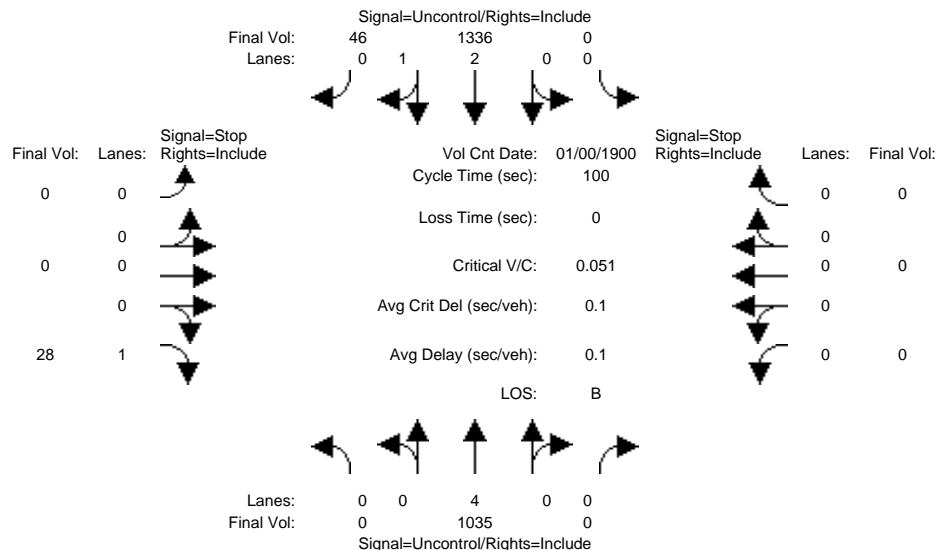 Signal=Uncontrol/Rights=Include
Final Vol: 46 1336 0
Lanes: 0 1 2 0 0
Signal=Stop Signal=Stop
Final Vol: Lanes: Rights=Include Vol Cnt Date: 01/00/1900 Rights=Include Lanes: Final Vol:
Cycle Time (sec): 100
0 0 0 0
Loss Time (sec): 0
0 0
0 0 Critical V/C: 0.051 0 0
0 Avg Crit Del (sec/veh): 0.1 0
28 1 Avg Delay (sec/veh): 0.1 0 0
LOS: B
Lanes: 0 0 4 0 0
Final Vol: 0 1035 0
Signal=Uncontrol/Rights=Include